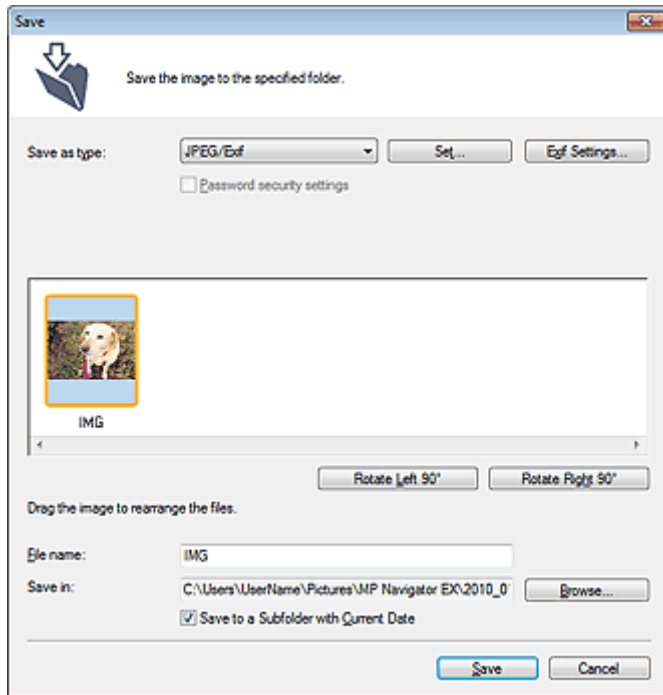 Save
Save the image to the specified folder.
Save as type: JPEG/Exif Set... Exif Settings...
Password security settings
IMG
Rotate Left 90° Rotate Right 90°
Drag the image to rearrange the files.
File name: IMG
Save in: C:\Users\UserName\Pictures\MP Navigator EX\2010_0 Browse...
Save to a Subfolder with Current Date
Save Cancel